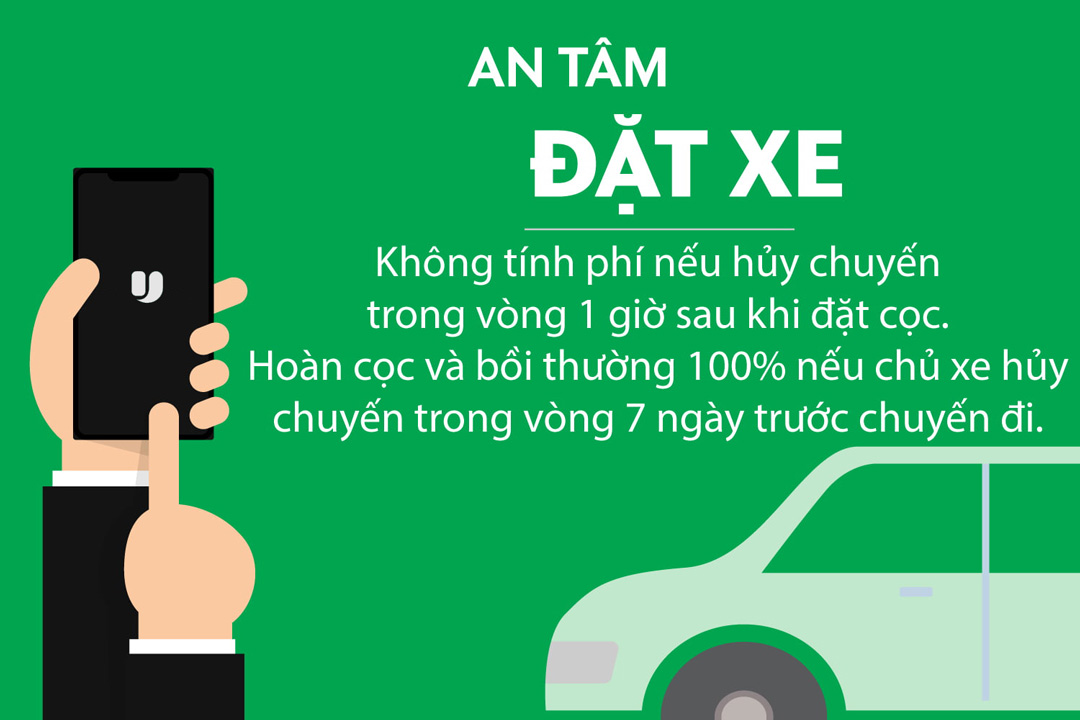 AN TÂM
ĐẶT XE
Không tính phí nếu hủy chuyến
trong vòng 1 giờ sau khi đặt cọc.
Hoàn cọc và bồi thường 100% nếu chủ xe hủy
chuyến trong vòng 7 ngày trước chuyến đi.